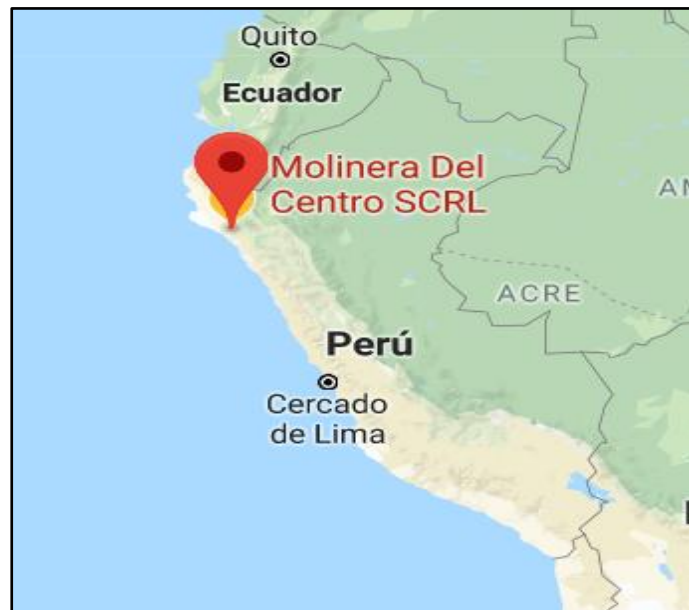 Quito
Ecuador
Molinera Del
Centro SCRL
ACRE
Perú
Cercado
de Lima